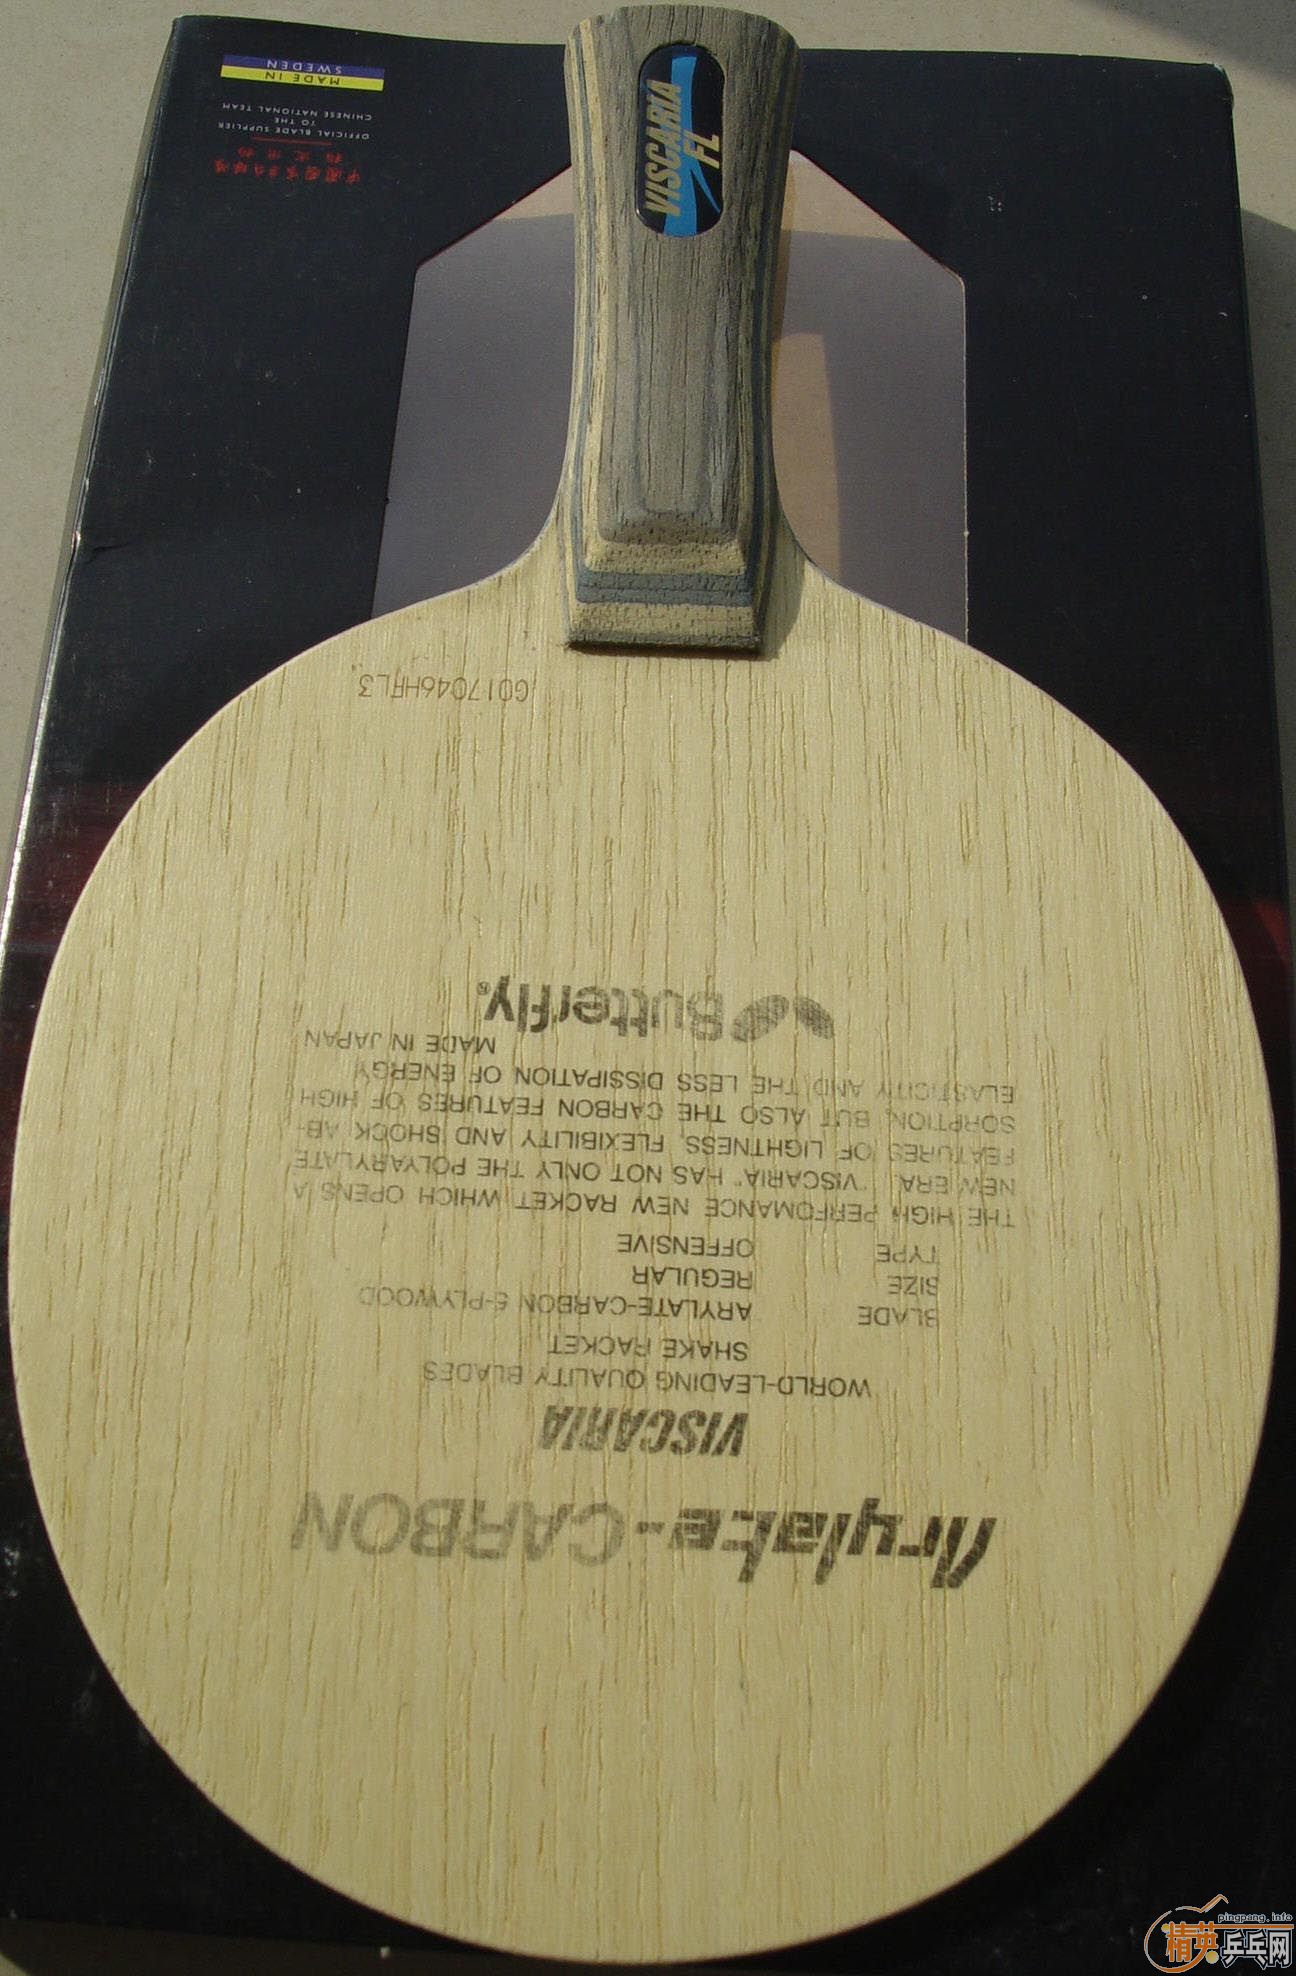 Arylate-CARBON
VISCARIA
WORLD-LEADING QUALITY BLADES
SHAKE RACKET
BLADE ARYLATE-CARBON 5-PLYWOOD
SIZE REGULAR
TYPE OFFENSIVE
THE HIGH PERFOMANCE NEW RACKET WHICH OPENS A
NEW ERA. "VISCARIA" HAS NOT ONLY THE POLYARYLATE
FEATURES OF LIGHTNESS, FLEXIBILITY AND SHOCK AB-
SORPTION, BUT ALSO THE CARBON FEATURES OF HIGH
ELASTICITY AND THE LESS DISSIPATION OF ENERGY
MADE IN JAPAN
Butterfly®
G017046HFL3
VISCARIA
FL
OFFICIAL BLADE SUPPLIER
TO THE
CHINESE NATIONAL TEAM
MADE IN
SWEDEN
pingpang.info
精英乒乓网